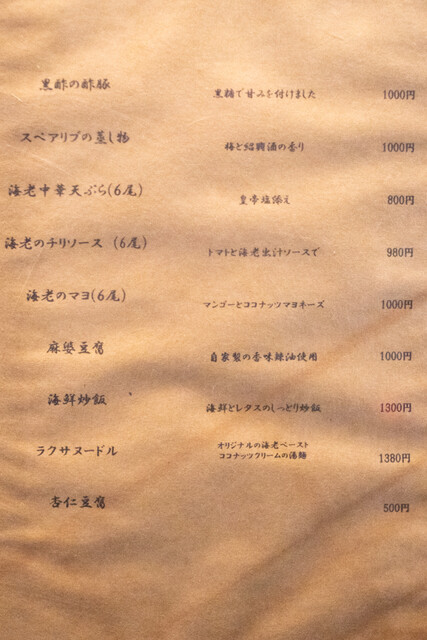 黒酢の酢豚 黒糖で甘みを付けました 1000円
スペアリブの蒸し物 梅と紹興酒の香り 1000円
海老中華天ぷら(6尾) 皇帝塩添え 800円
海老のチリソース (6尾) トマトと海老出汁ソースで 980円
海老のマヨ(6尾) マンゴーとココナッツマヨネーズ 1000円
麻婆豆腐 自家製の香味辣油使用 1000円
海鮮炒飯 海鮮とレタスのしっとり炒飯 1300円
ラクサヌードル オリジナルの海老ペースト
ココナッツクリームの湯麺 1380円
杏仁豆腐 500円